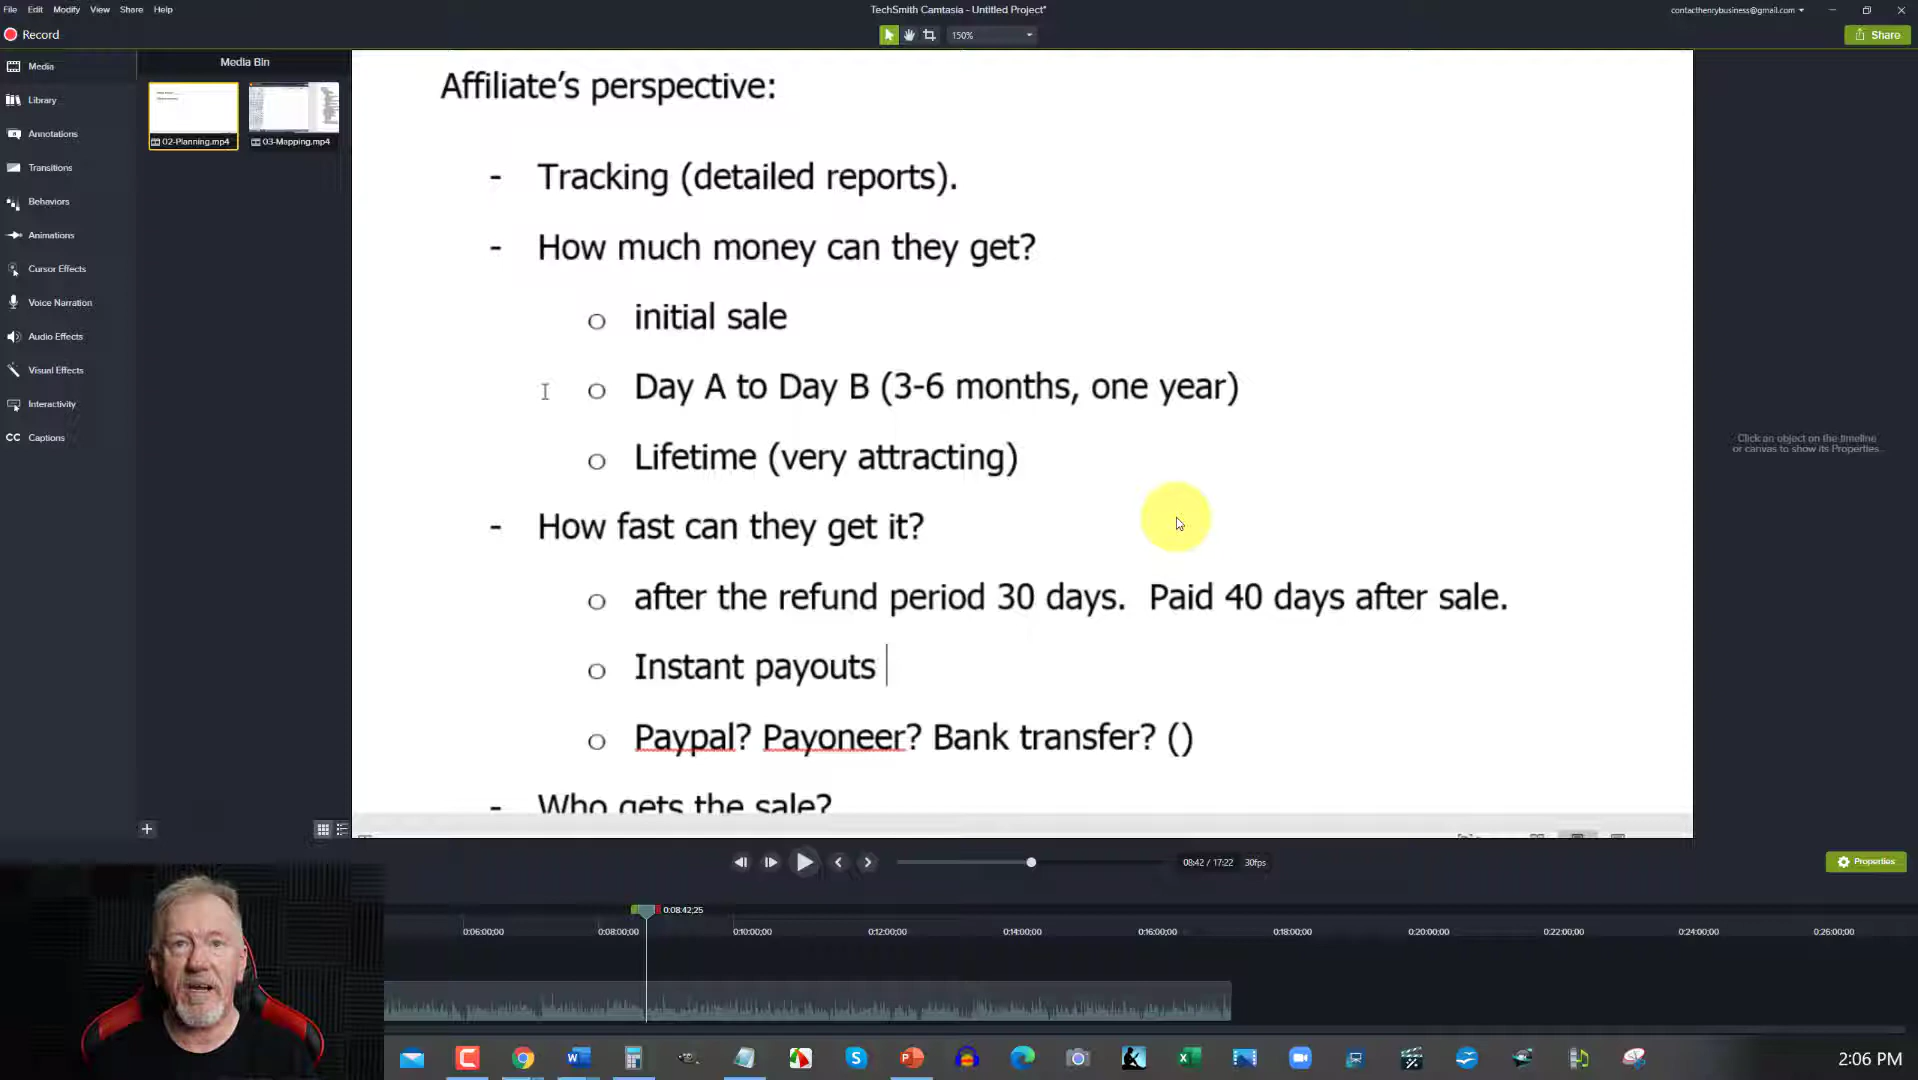 File Edit Modify View Share Help
TechSmith Camtasia - Untitled Project*
contacthenrybusiness@gmail.com
Record
150%
Share
Media
Library
Annotations
Transitions
Behaviors
Animations
Cursor Effects
Voice Narration
Audio Effects
Visual Effects
Interactivity
CC Captions
Media Bin
02-Planning.mp4
03-Mapping.mp4
Affiliate's perspective:
- Tracking (detailed reports).
- How much money can they get?
o initial sale
o Day A to Day B (3-6 months, one year)
o Lifetime (very attracting)
- How fast can they get it?
o after the refund period 30 days. Paid 40 days after sale.
o Instant payouts
o Paypal? Payoneer? Bank transfer? ()
- Who gets the sale?
Click an object on the timeline
or canvas to show its Properties.
08:42 / 17:22 30fps
Properties
0:08:42;25
0:06:00;00 0:08:00;00 0:10:00;00 0:12:00;00 0:14:00;00 0:16:00;00 0:18:00;00 0:20:00;00 0:22:00;00 0:24:00;00 0:26:00;00
2:06 PM